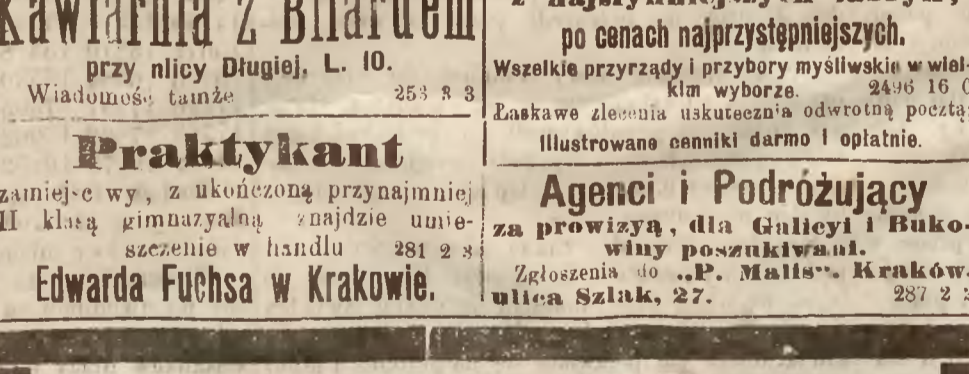 Kawiarnia z Bilardem
przy nlicy Długiej, L. 10.
Wiadomość tamże 253 3 3
Praktykant
zamiejscowy, z ukończoną przynajmniej
II klasą gimnazyalną znajdzie umie-
szczenie w handlu 281 2 3
Edwarda Fuchsa w Krakowie.
po cenach najprzystępniejszych.
Wszelkie przyrządy i przybory myśliwskie w wiel-
kim wyborze. 2496 16 0
Łaskawe zlecenia uskutecznia odwrotną pocztą
Illustrowane cenniki darmo i opłatnie.
Agenci i Podróżujący
za prowizyą, dla Galicyi i Buko-
winy poszukiwani.
Zgłoszenia do „P. Malis“. Kraków.
ulica Szlak, 27. 287 2